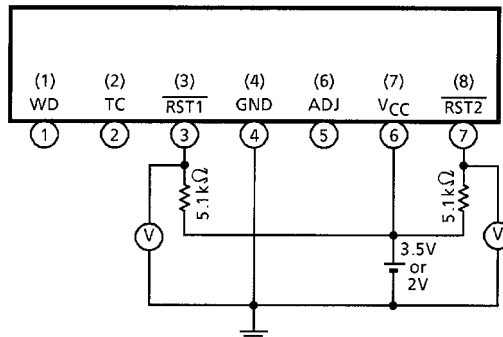 (1) (2) (3) (4) (6) (7) (8)
WD TC RST1 GND ADJ VCC RST2
1 2 3 4 5 6 7
5.1kΩ 5.1kΩ
V V
3.5V
or
2V